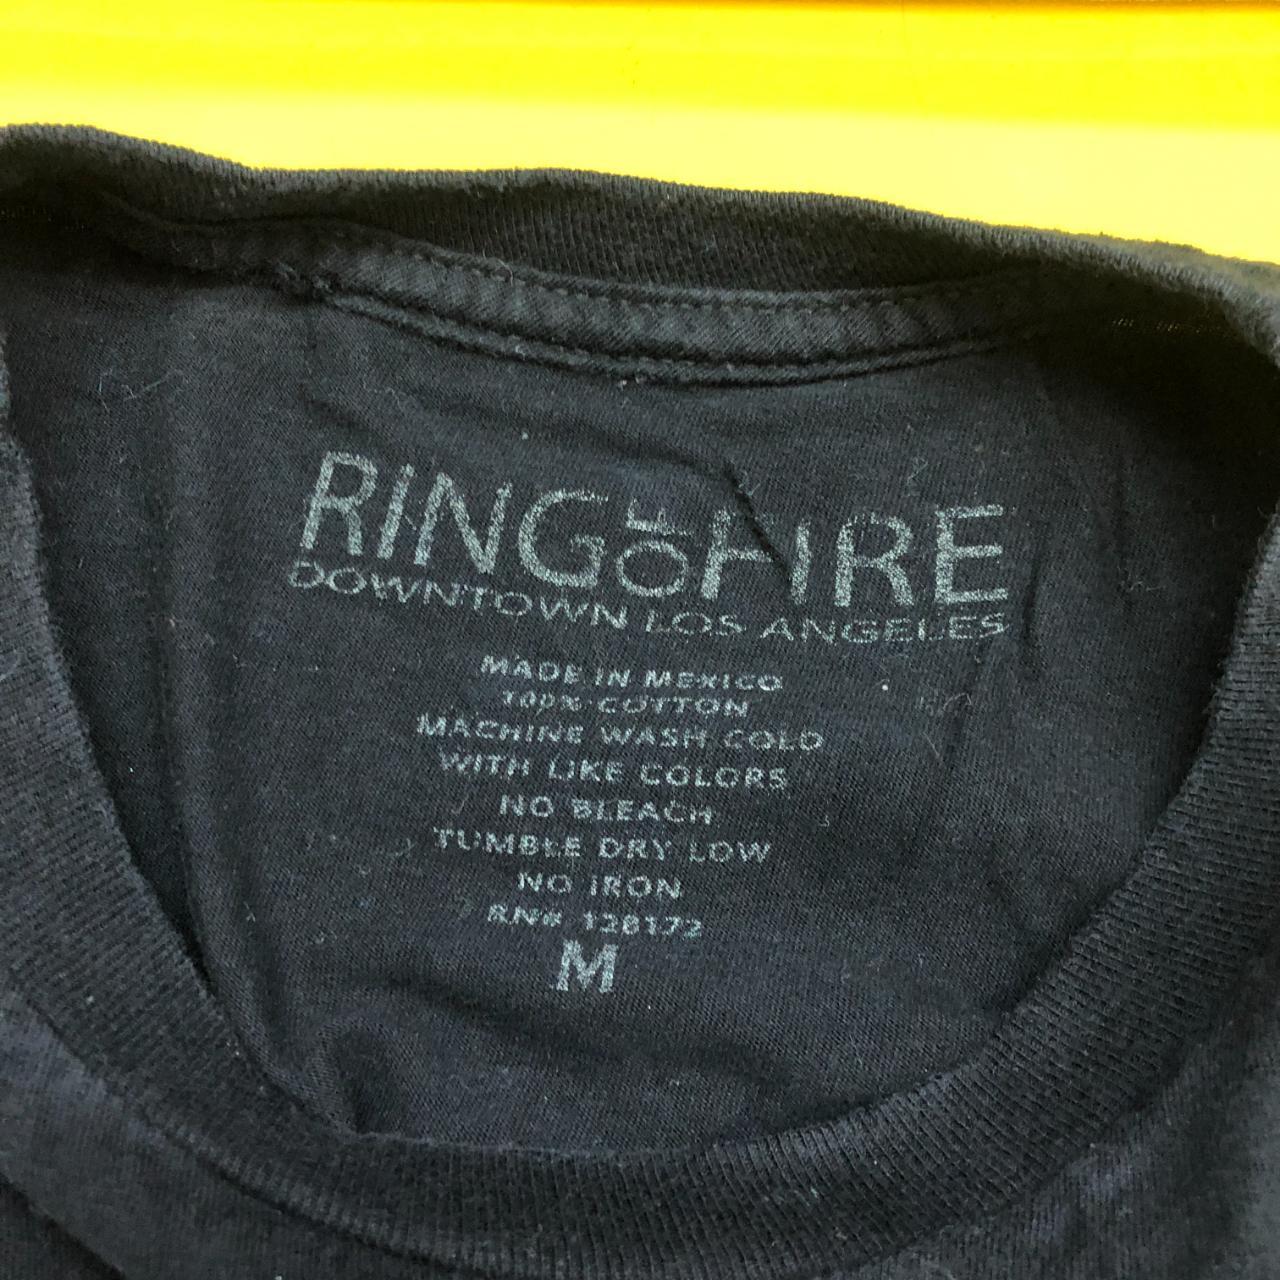 RING OF FIRE
DOWNTOWN LOS ANGELES
MADE IN MEXICO
100% COTTON
MACHINE WASH COLD
WITH LIKE COLORS
NO BLEACH
TUMBLE DRY LOW
NO IRON
RN# 128172
M